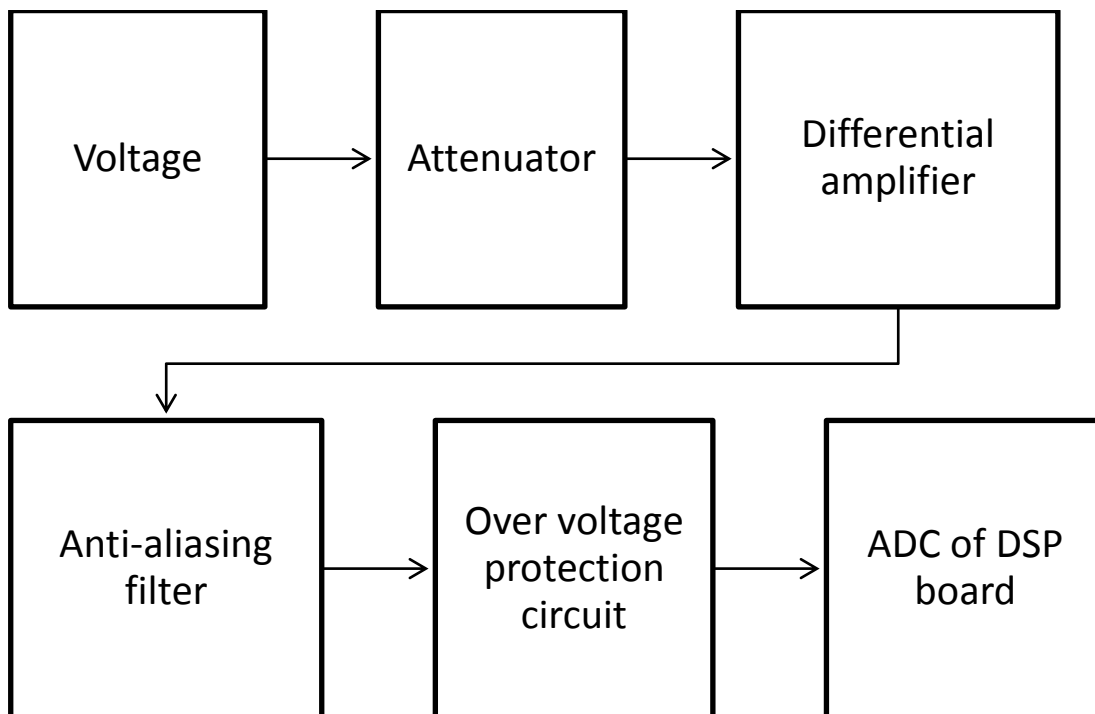 Voltage
Attenuator
Differential
amplifier
Anti-aliasing
filter
Over voltage
protection
circuit
ADC of DSP
board